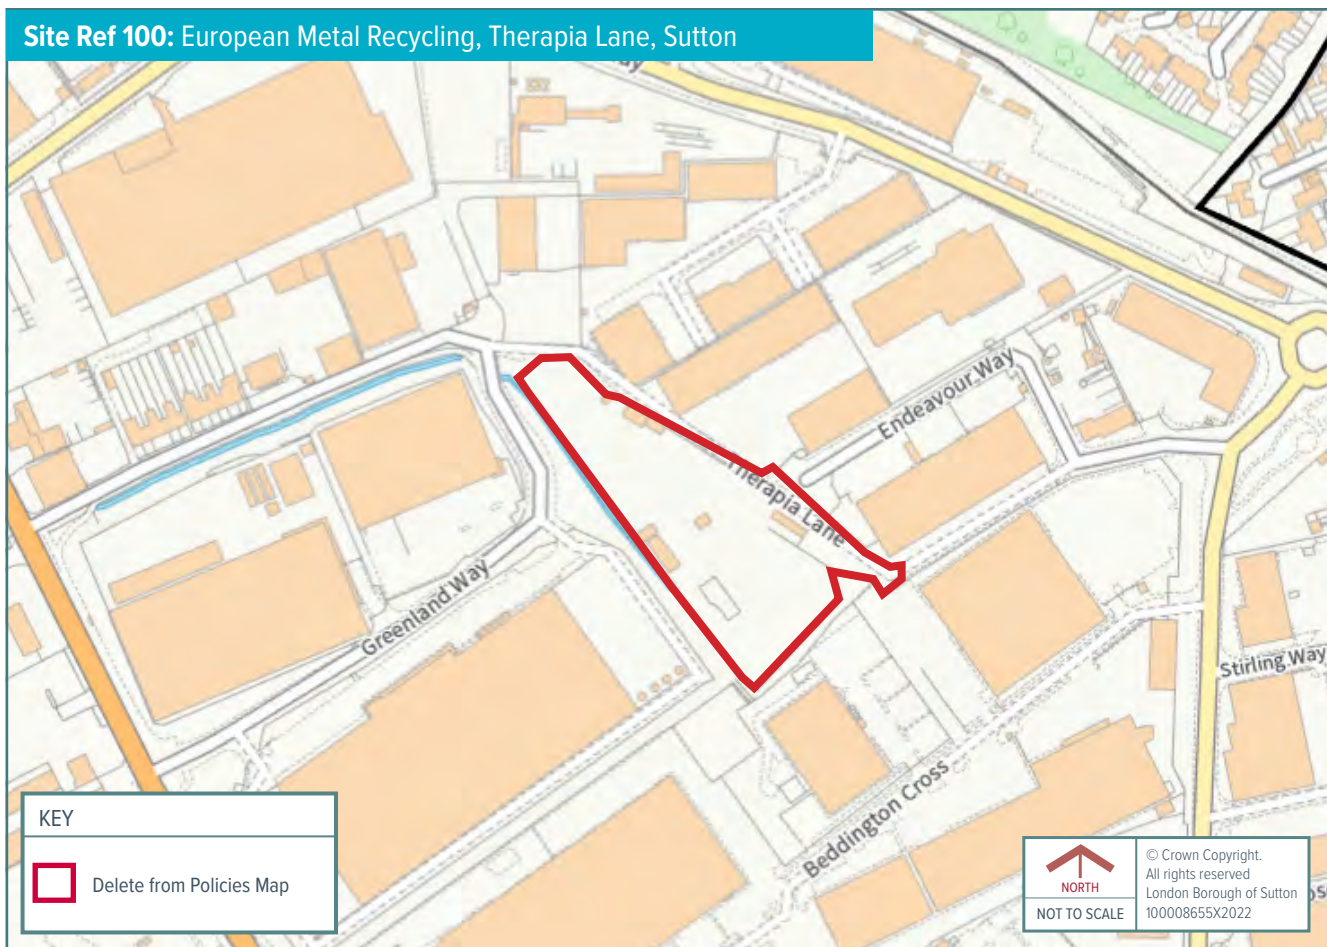 Site Ref 100: European Metal Recycling, Therapia Lane, Sutton
Endeavour Way
Therapia Lane
Greenland Way
Stirling Way
Beddington Cross
KEY
Delete from Policies Map
NORTH
NOT TO SCALE
© Crown Copyright.
All rights reserved
London Borough of Sutton
100008655X2022